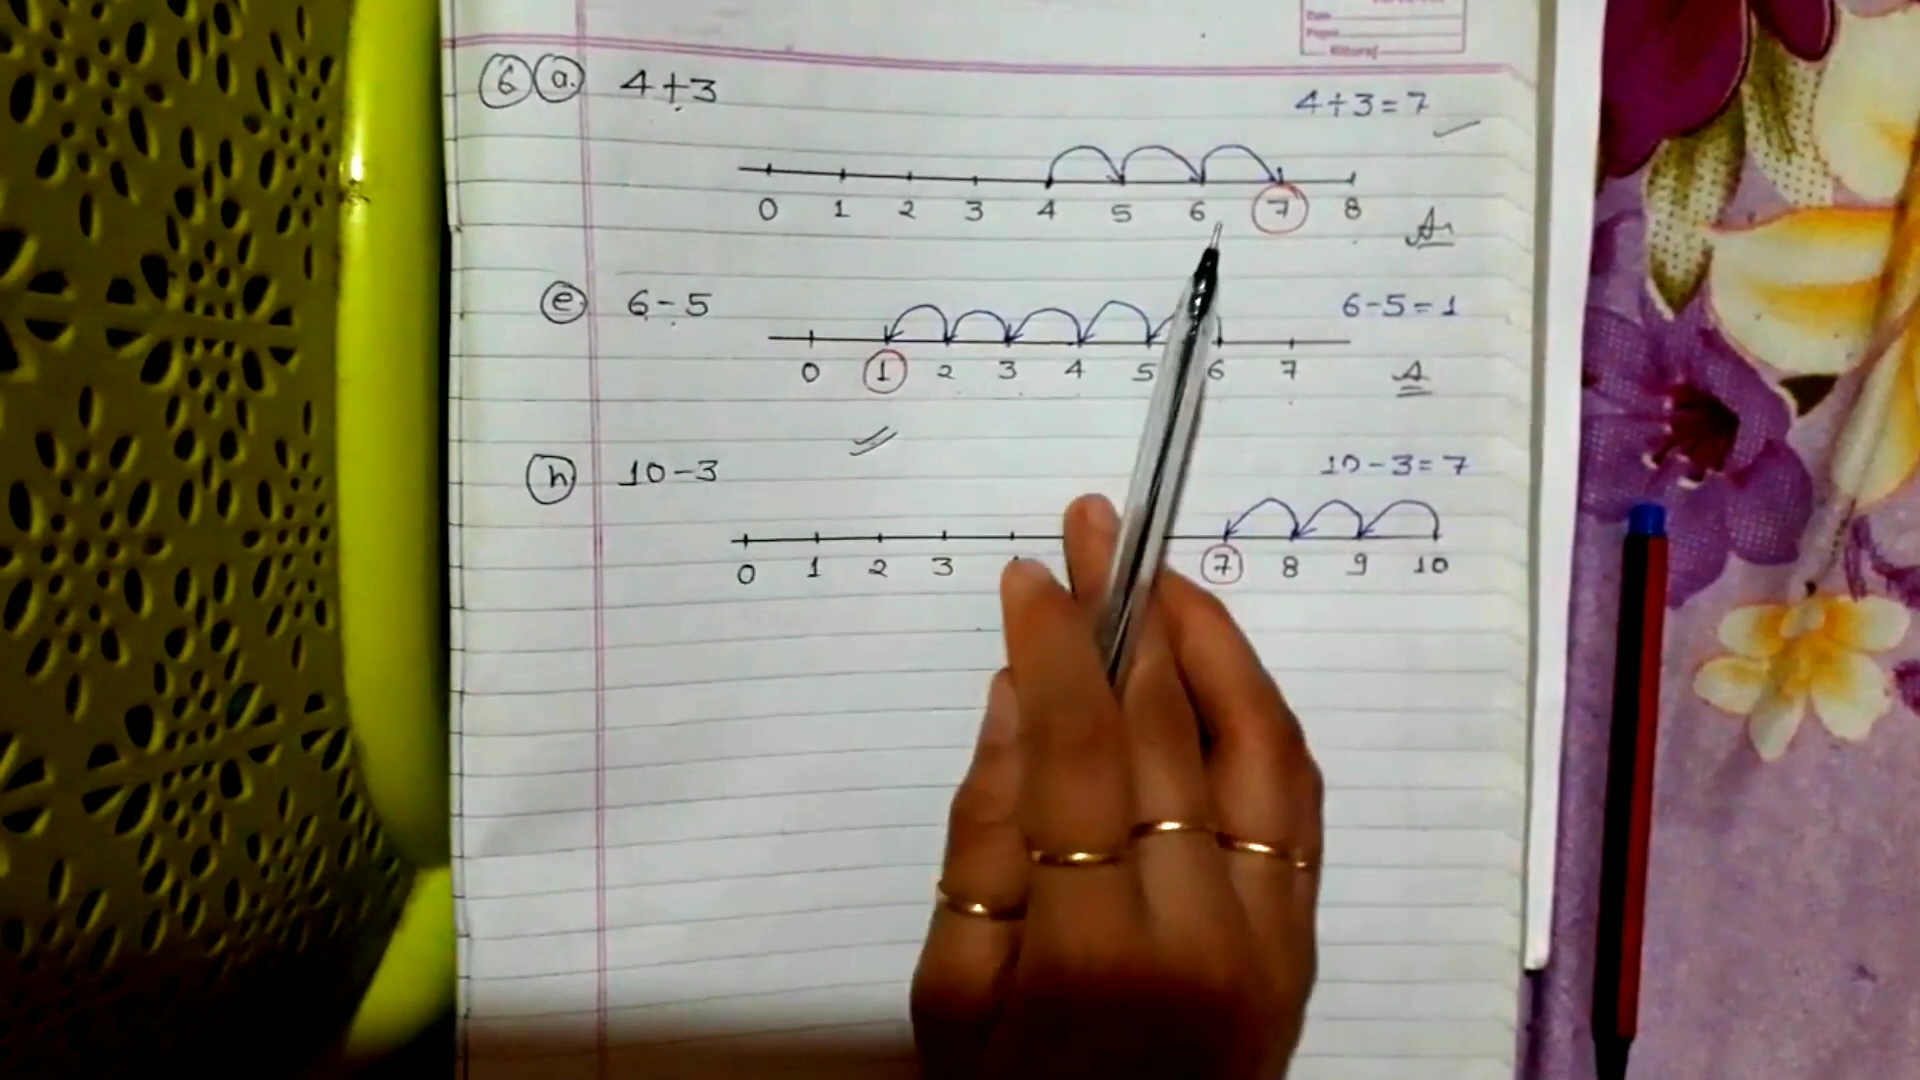 6 a. 4+3 4+3=7
0 1 2 3 4 5 6 7 8
e 6-5 6-5=1
0 1 2 3 4 5 6 7
h 10-3 10-3=7
0 1 2 3 7 8 9 10